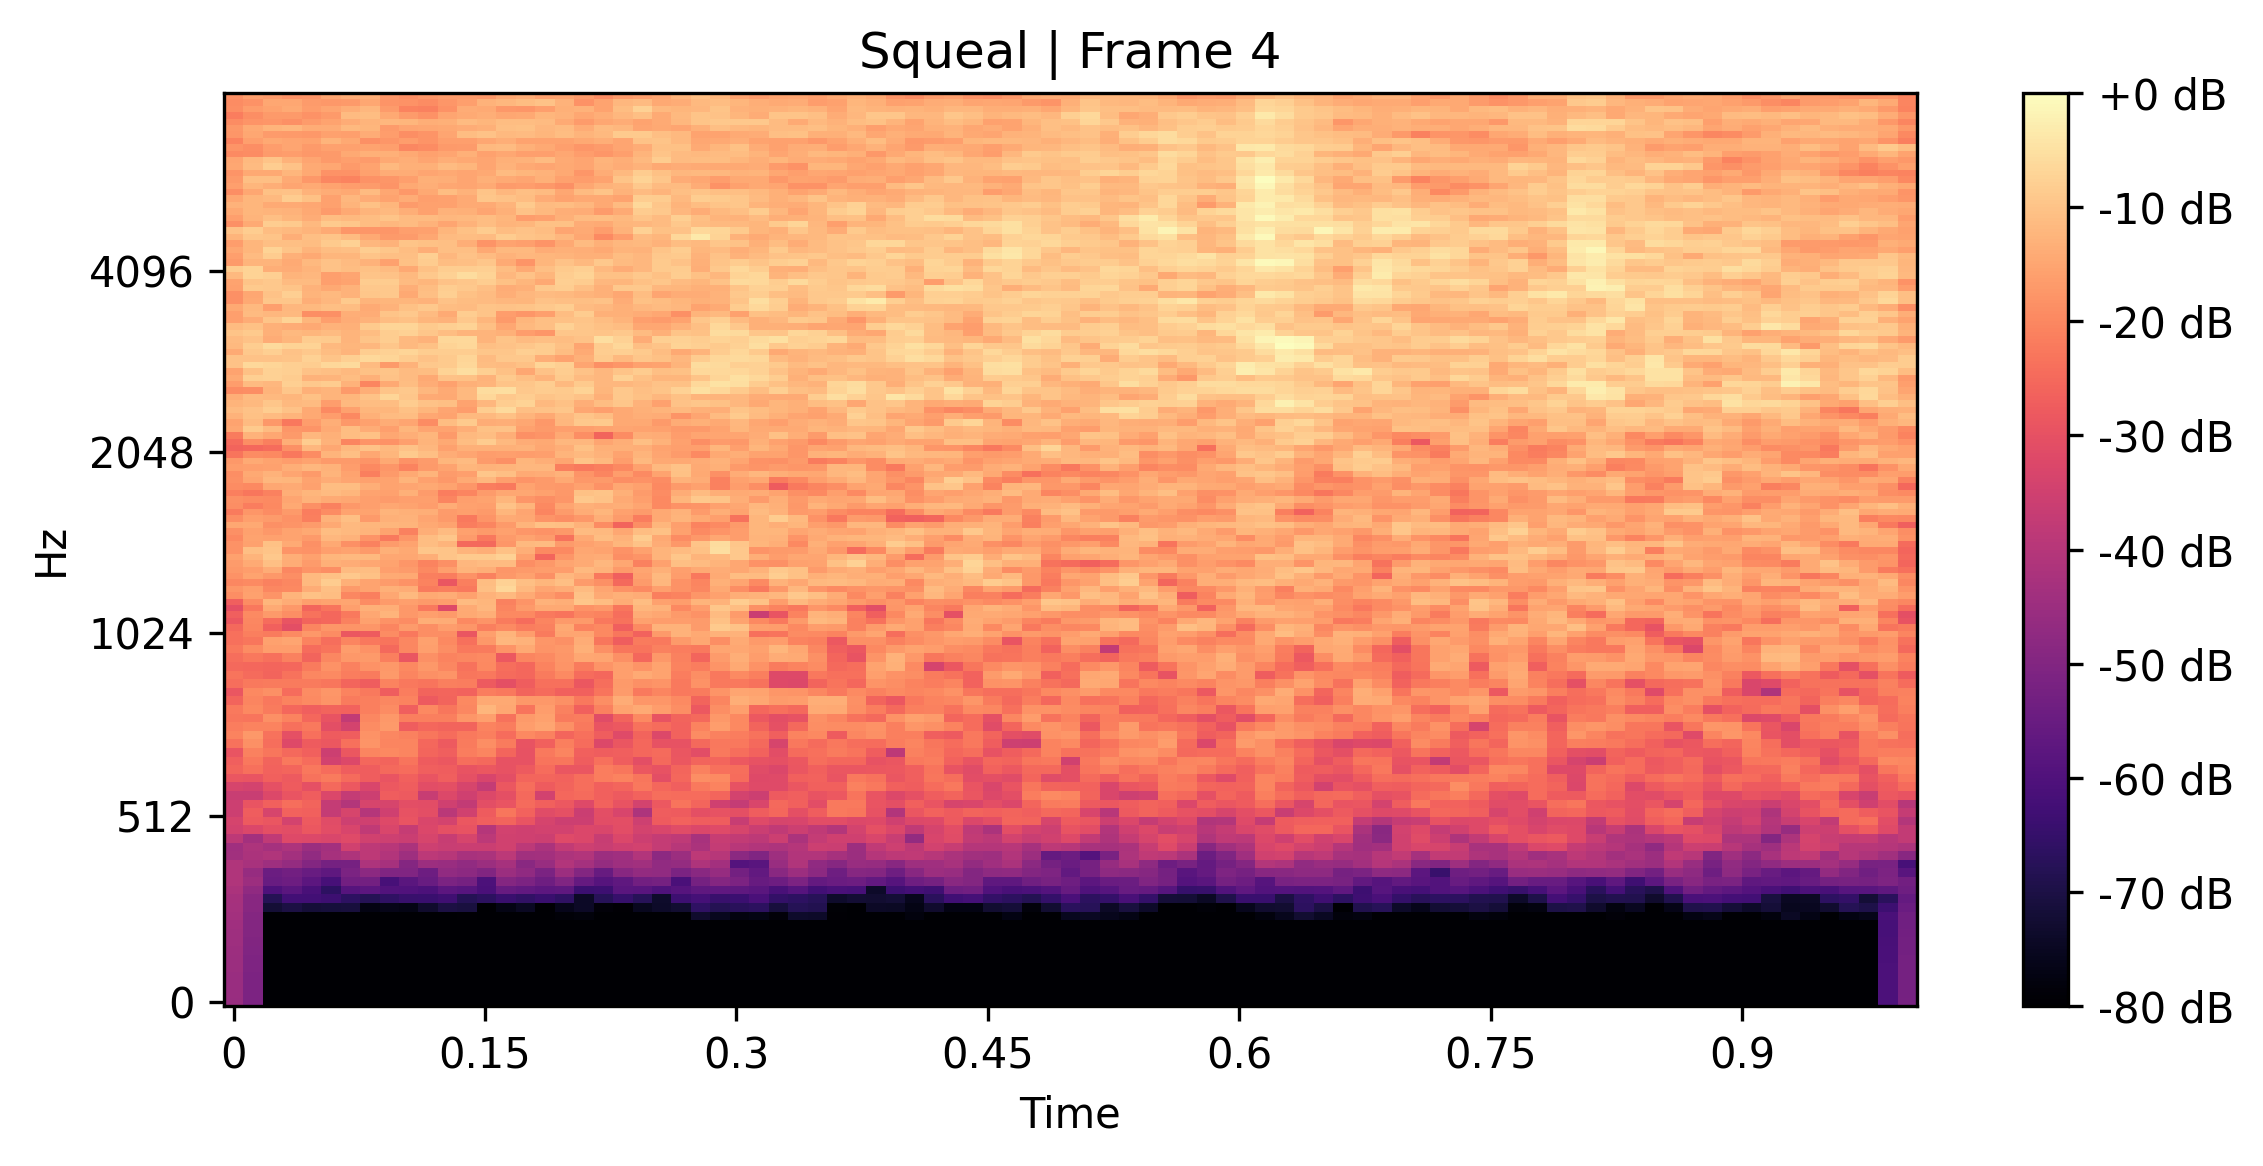 Squeal | Frame 4
+0 dB
-10 dB
-20 dB
-30 dB
-40 dB
-50 dB
-60 dB
-70 dB
-80 dB
4096
2048
1024
512
0
Hz
0 0.15 0.3 0.45 0.6 0.75 0.9
Time